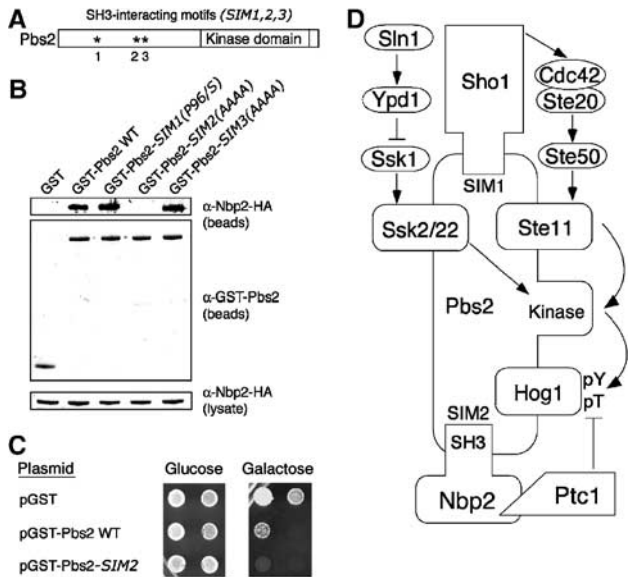 A
SH3-interacting motifs (SIM1,2,3)
Pbs2
* ** Kinase domain
1 2 3
B
GST
GST-Pbs2 WT
GST-Pbs2-SIM1(P96/S)
GST-Pbs2-SIM2(AAAA)
GST-Pbs2-SIM3(AAAA)
α-Nbp2-HA
(beads)
α-GST-Pbs2
(beads)
α-Nbp2-HA
(lysate)
C
Plasmid Glucose Galactose
pGST
pGST-Pbs2 WT
pGST-Pbs2-SIM2
D
Sln1
Ypd1
Ssk1
Ssk2/22
Sho1
SIM1
Cdc42
Ste20
Ste50
Ste11
Pbs2
Kinase
Hog1
pY
pT
SIM2
SH3
Nbp2
Ptc1